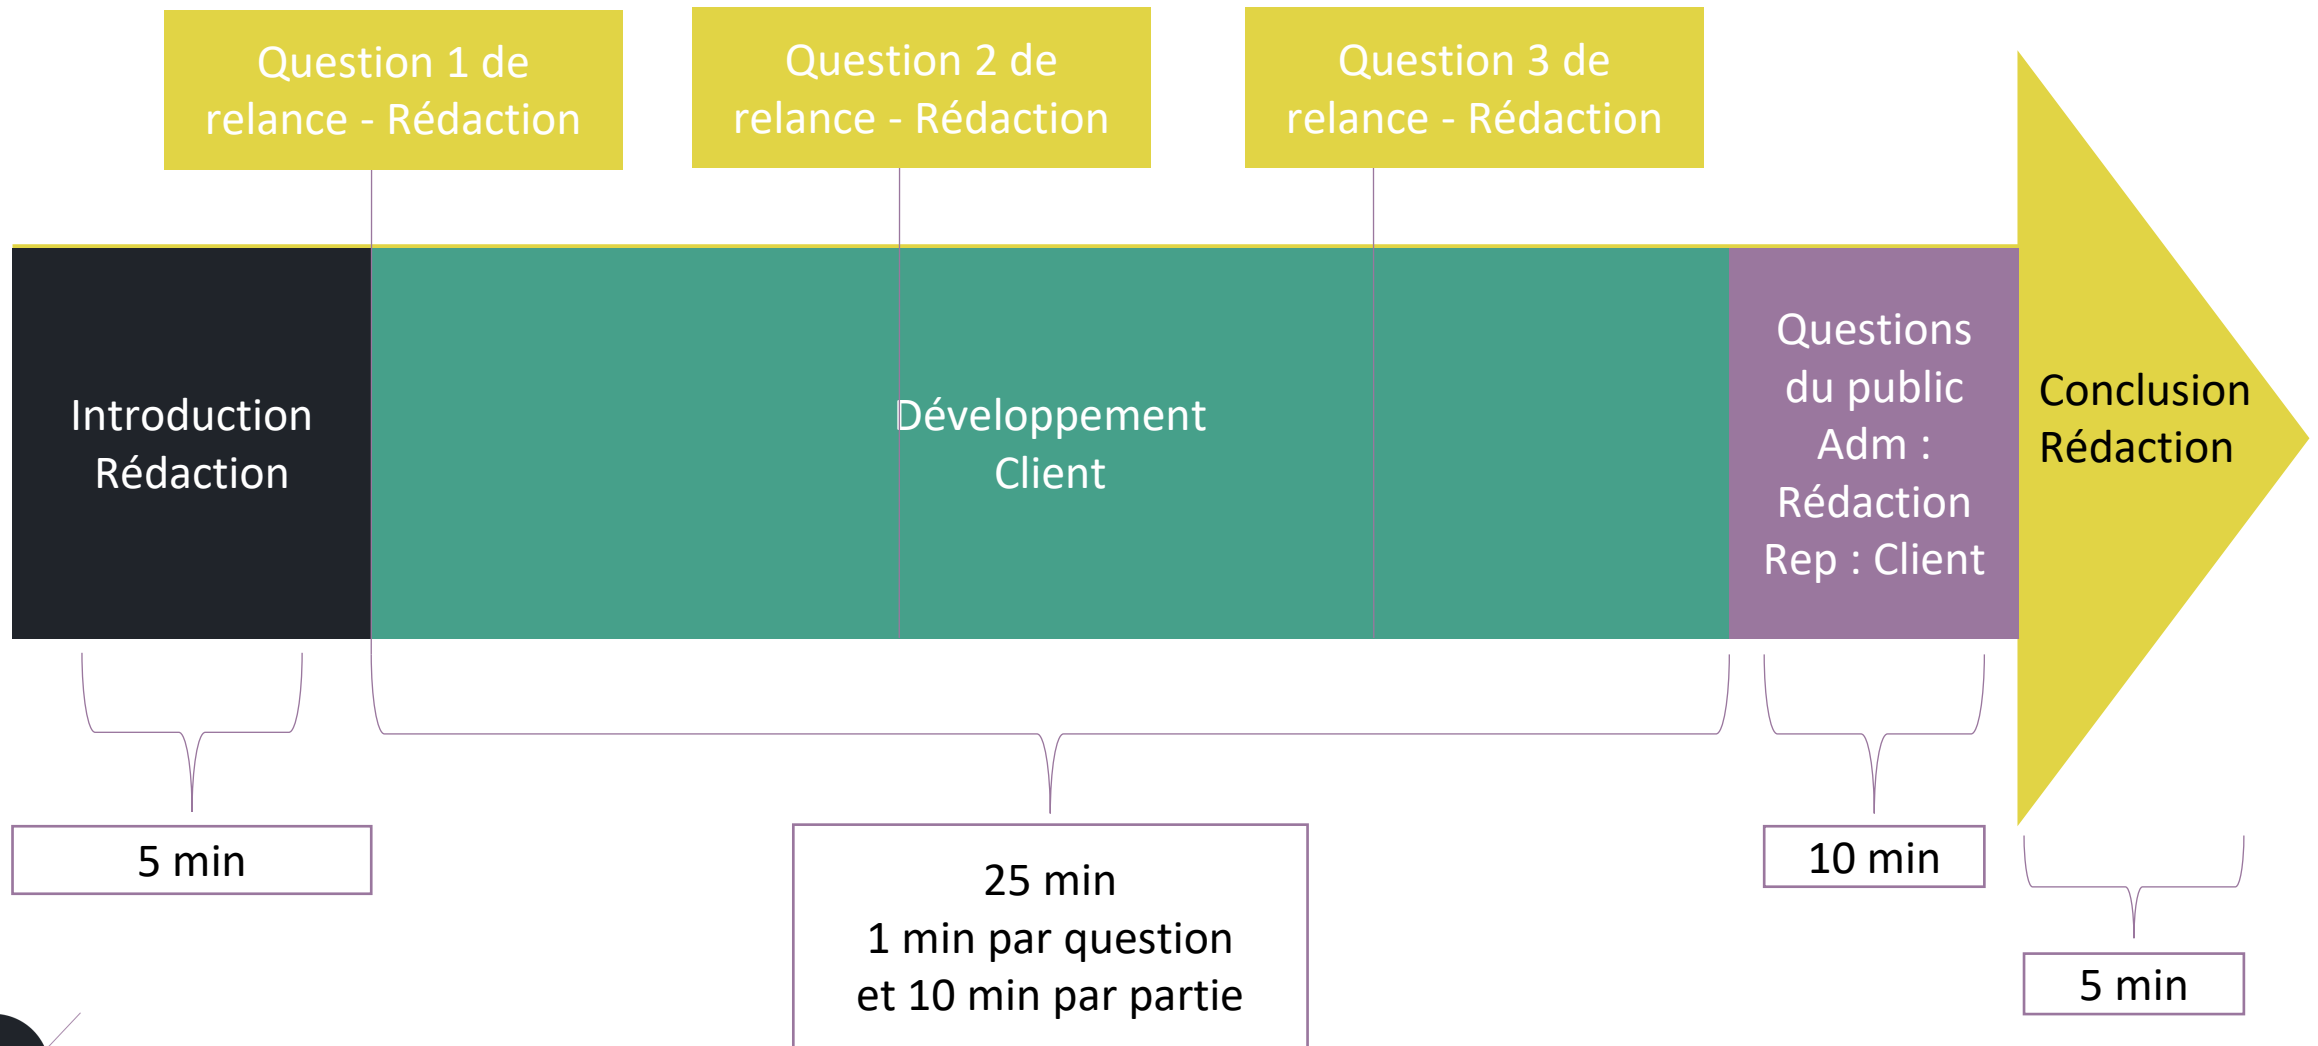 Question 1 de
relance - Rédaction
Question 2 de
relance - Rédaction
Question 3 de
relance - Rédaction
Introduction
Rédaction
Développement
Client
Questions
du public
Adm :
Rédaction
Rep : Client
Conclusion
Rédaction
5 min
25 min
1 min par question
et 10 min par partie
10 min
5 min